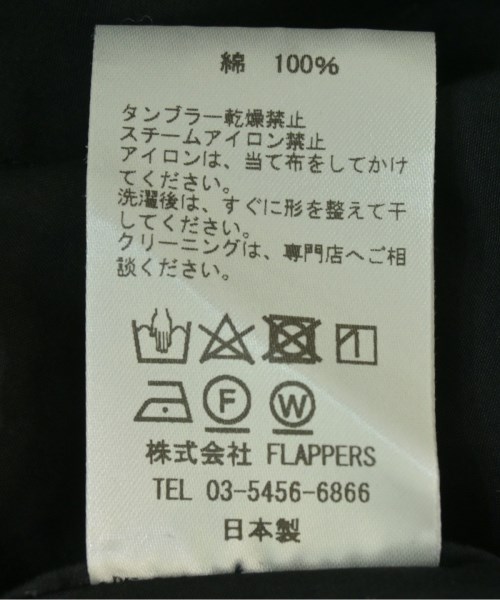 綿 100%
タンブラー乾燥禁止
スチームアイロン禁止
アイロンは、当て布をしてかけ
てください。
洗濯後は、すぐに形を整えて干
してください。
クリーニングは、専門店へご相
談ください。
F W
株式会社 FLAPPERS
TEL 03-5456-6866
日本製